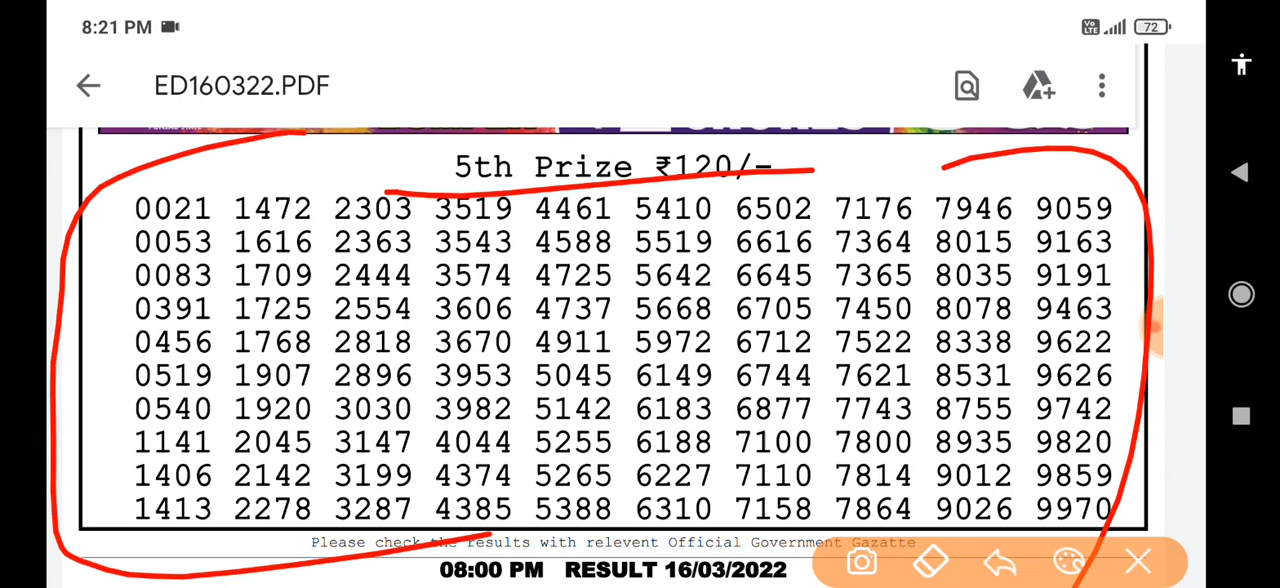 8:21 PM
Vo LTE 72
ED160322.PDF
5th Prize ₹120/-
0021 1472 2303 3519 4461 5410 6502 7176 7946 9059
0053 1616 2363 3543 4588 5519 6616 7364 8015 9163
0083 1709 2444 3574 4725 5642 6645 7365 8035 9191
0391 1725 2554 3606 4737 5668 6705 7450 8078 9463
0456 1768 2818 3670 4911 5972 6712 7522 8338 9622
0519 1907 2896 3953 5045 6149 6744 7621 8531 9626
0540 1920 3030 3982 5142 6183 6877 7743 8755 9742
1141 2045 3147 4044 5255 6188 7100 7800 8935 9820
1406 2142 3199 4374 5265 6227 7110 7814 9012 9859
1413 2278 3287 4385 5388 6310 7158 7864 9026 9970
Please check the results with relevent Official Government Gazatte
08:00 PM RESULT 16/03/2022